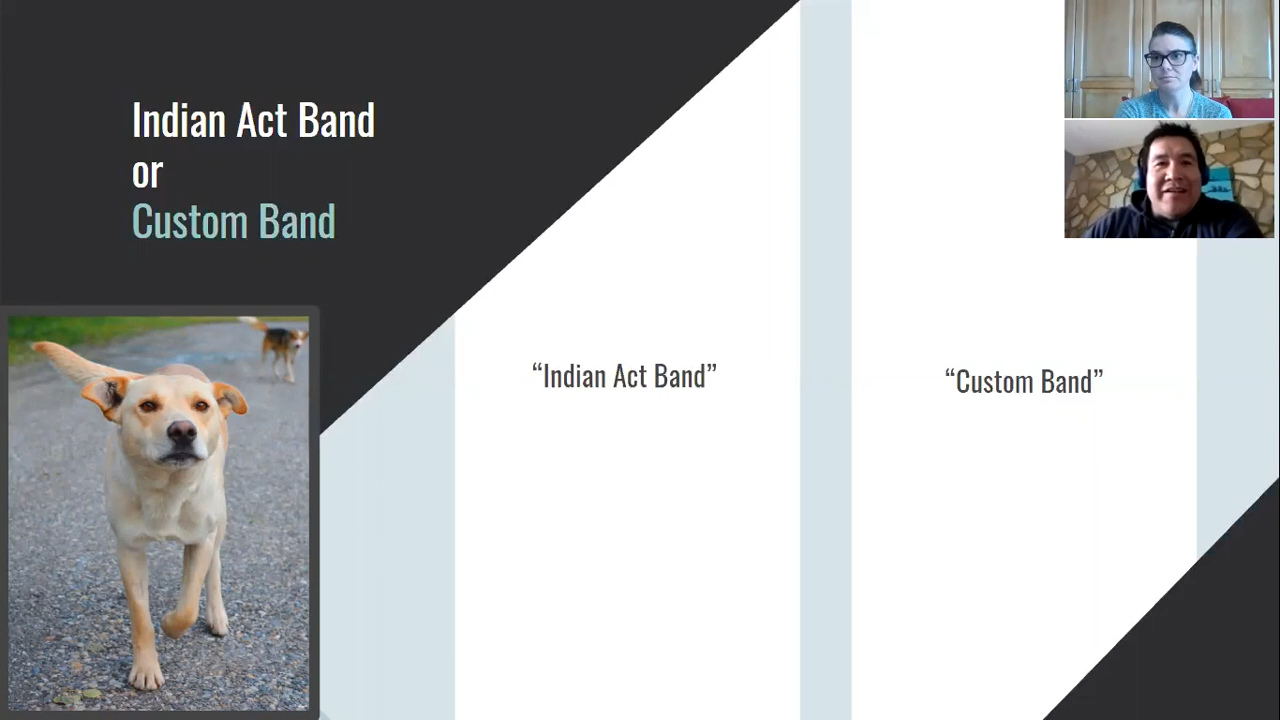 Indian Act Band
or
Custom Band
“Indian Act Band”
“Custom Band”